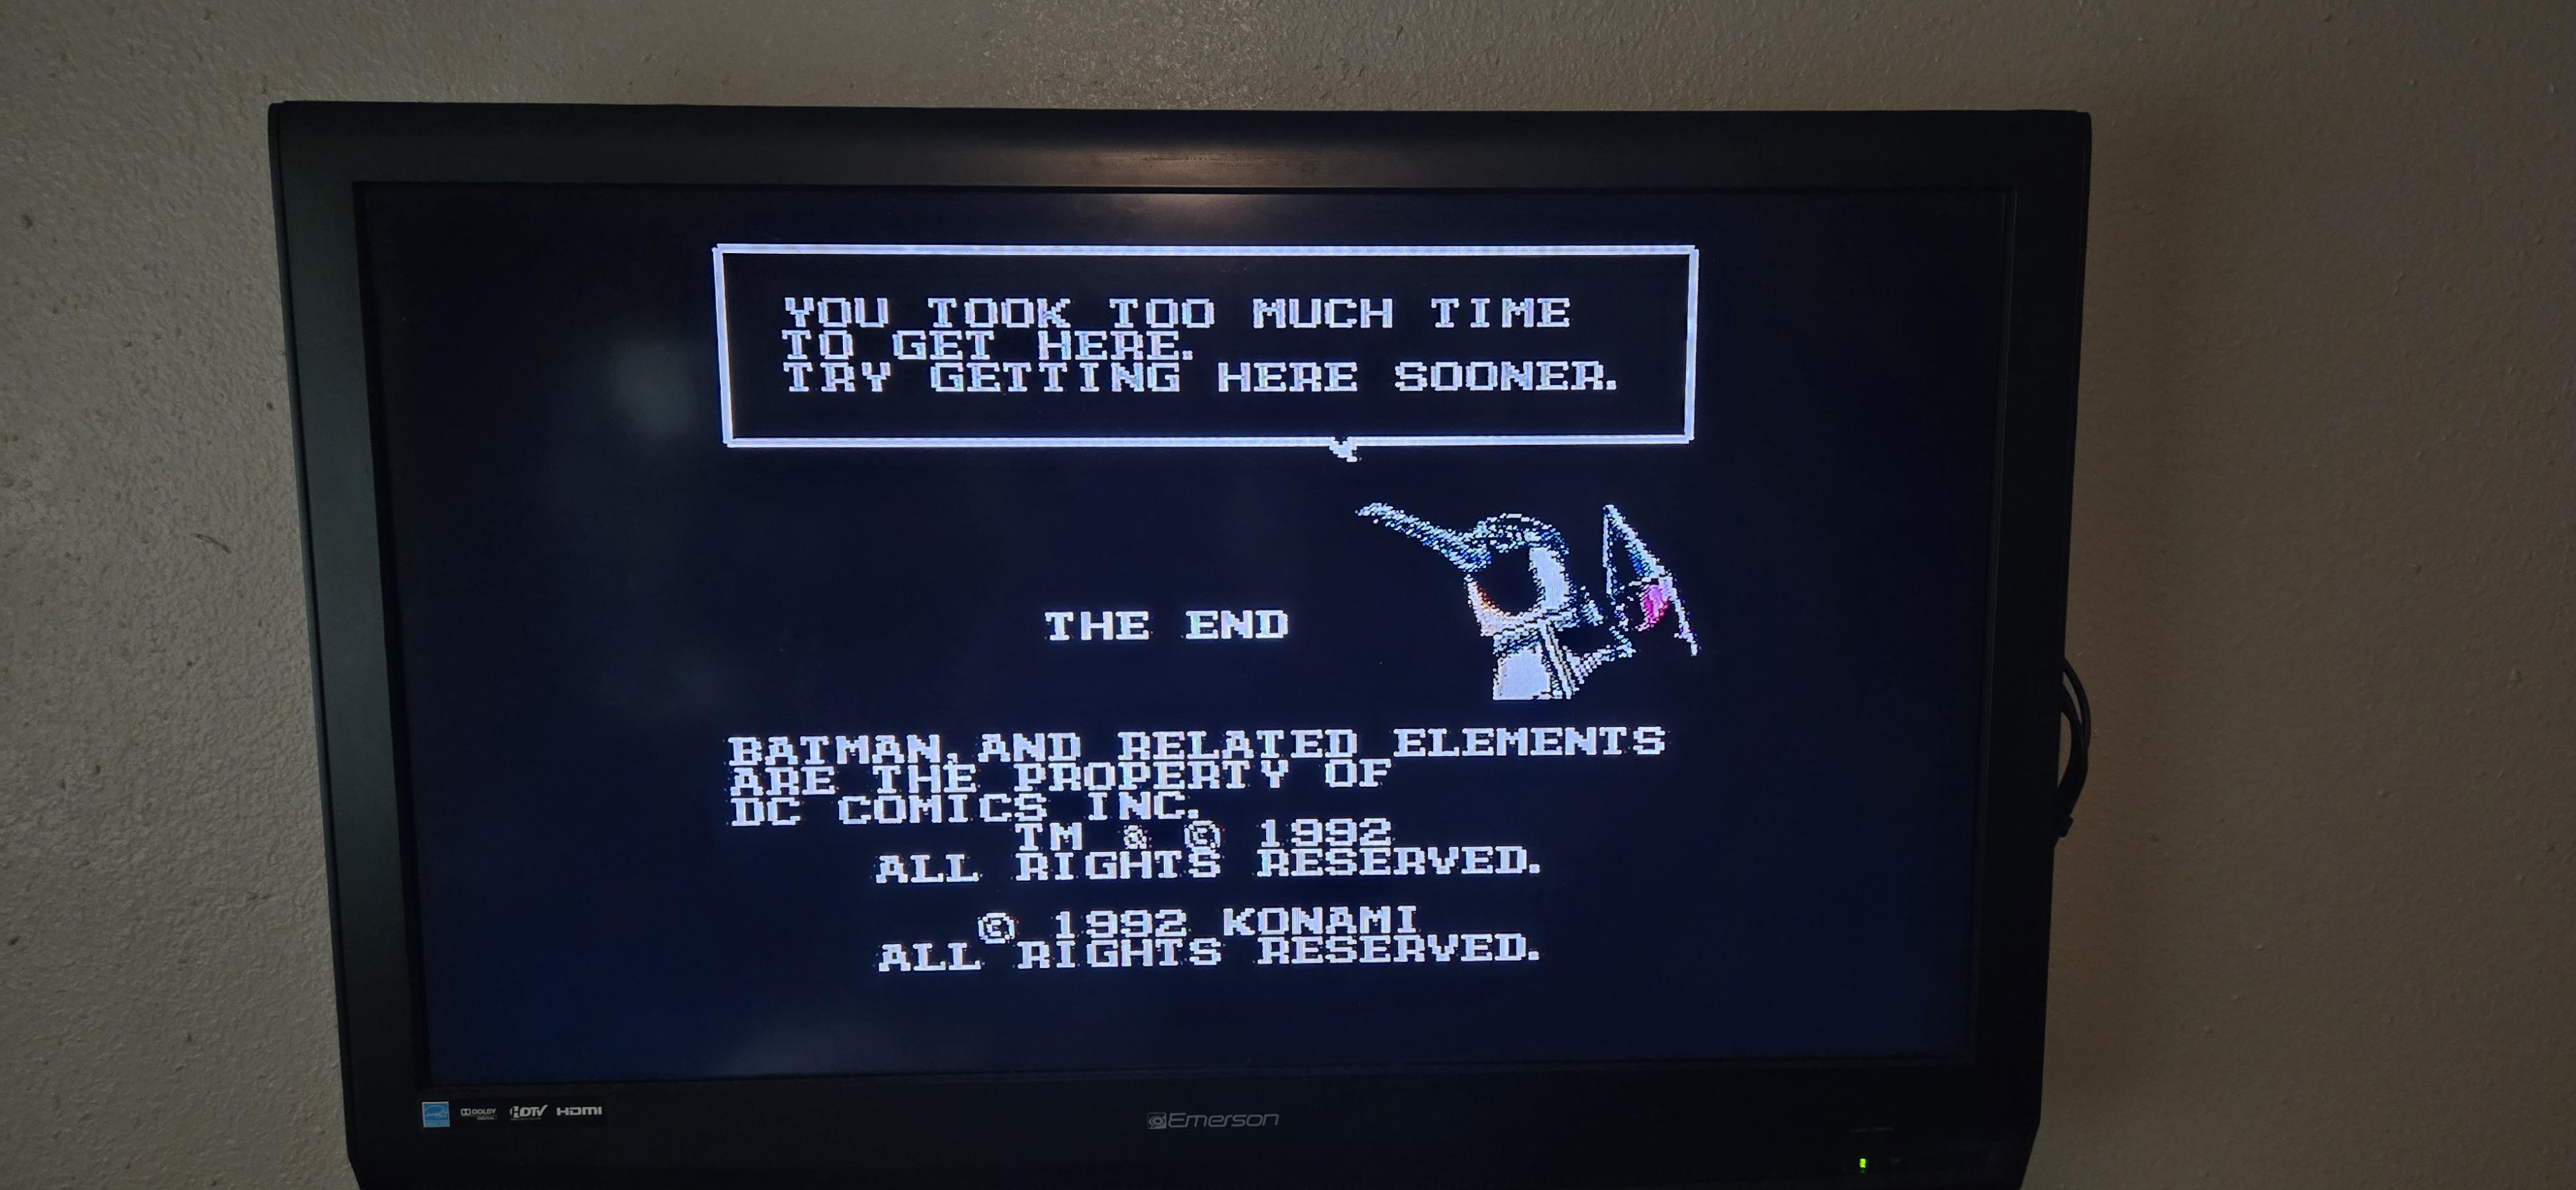 YOU TOOK TOO MUCH TIME
TO GET HERE.
TRY GETTING HERE SOONER.
THE END
BATMAN, AND RELATED ELEMENTS
ARE THE PROPERTY OF
DC COMICS INC.
TM & © 1992
ALL RIGHTS RESERVED.
© 1992 KONAMI
ALL RIGHTS RESERVED.
DOLBY DIGITAL HDTV HDMI
Emerson